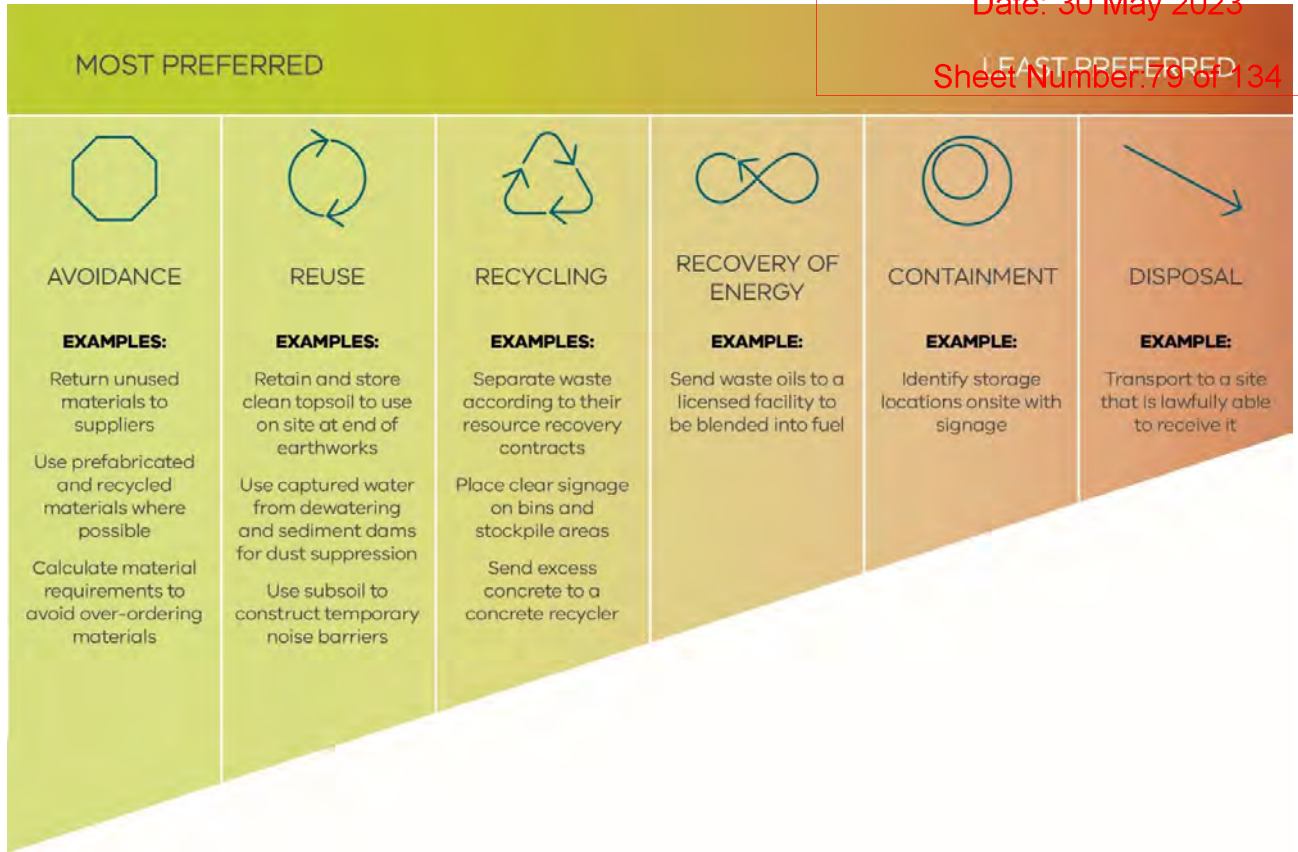 Date: 30 May 2023
MOST PREFERRED
LEAST PREFERRED
Sheet Number:79 of 134
AVOIDANCE
EXAMPLES:
Return unused
materials to
suppliers
Use prefabricated
and recycled
materials where
possible
Calculate material
requirements to
avoid over-ordering
materials
REUSE
EXAMPLES:
Retain and store
clean topsoil to use
on site at end of
earthworks
Use captured water
from dewatering
and sediment dams
for dust suppression
Use subsoil to
construct temporary
noise barriers
RECYCLING
EXAMPLES:
Separate waste
according to their
resource recovery
contracts
Place clear signage
on bins and
stockpile areas
Send excess
concrete to a
concrete recycler
RECOVERY OF
ENERGY
EXAMPLE:
Send waste oils to a
licensed facility to
be blended into fuel
CONTAINMENT
EXAMPLE:
Identify storage
locations onsite with
signage
DISPOSAL
EXAMPLE:
Transport to a site
that is lawfully able
to receive it